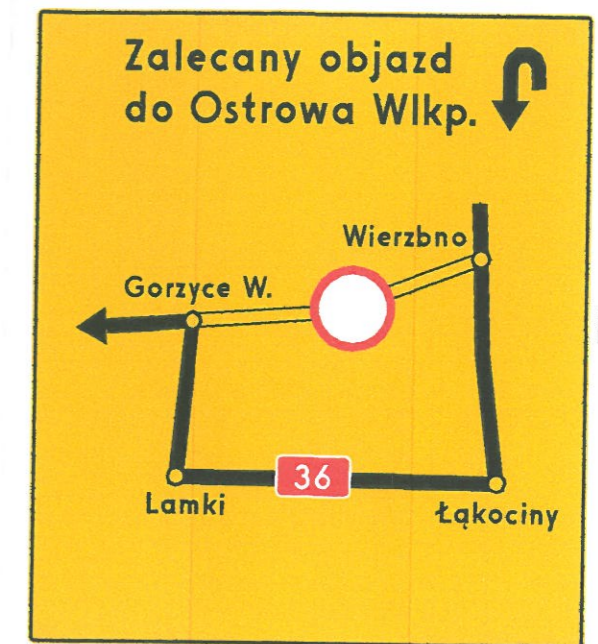 Zalecany objazd
do Ostrowa Wlkp.
Wierzbno
Gorzyce W.
36
Lamki
Łąkociny